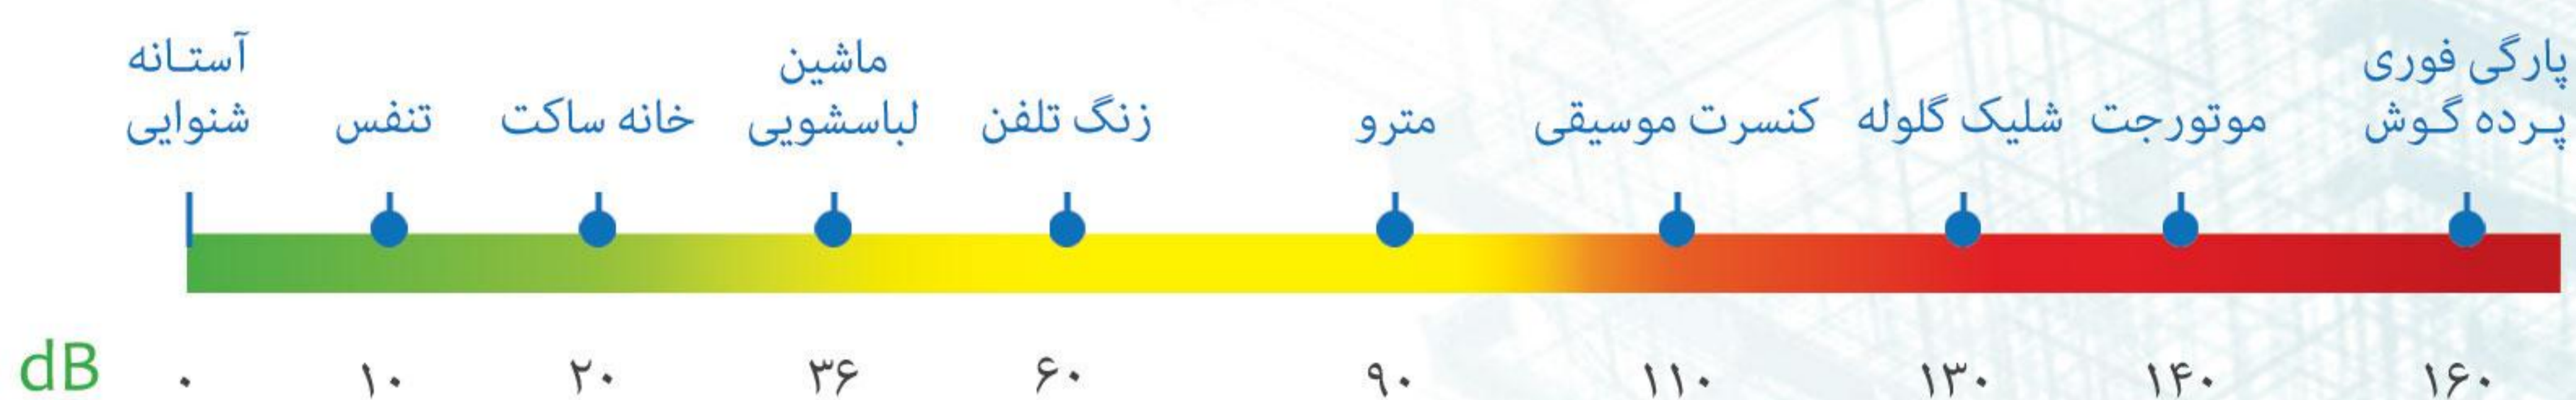 آستانه
شنوایی
تنفس
خانه ساکت
ماشین
لباسشویی
زنگ تلفن
مترو
کنسرت موسیقی
شلیک گلوله
موتورجت
پارگی فوری
پرده گوش
dB ۰ ۱۰ ۲۰ ۳۶ ۶۰ ۹۰ ۱۱۰ ۱۳۰ ۱۴۰ ۱۶۰